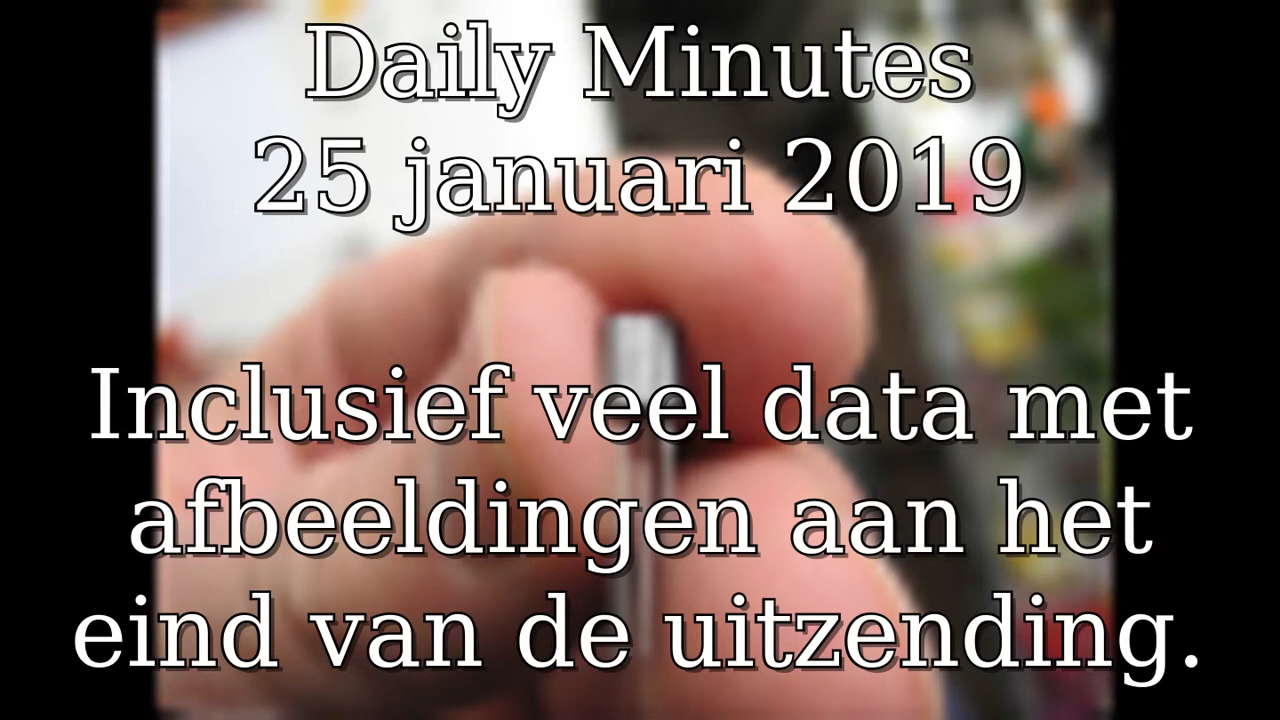 Daily Minutes
25 januari 2019
Inclusief veel data met
afbeeldingen aan het
eind van de uitzending.